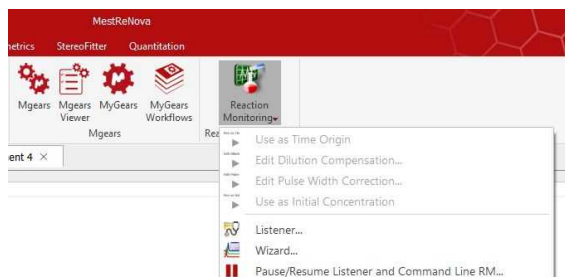 MestReNova
metrics StereoFitter Quantitation
Mgears Mgears Viewer MyGears MyGears Workflows Reaction Monitoring
Mgears Rea
ent 4 ×
Use as Time Origin
Edit Dilution Compensation...
Edit Pulse Width Correction...
Use as Initial Concentration
Listener...
Wizard...
Pause/Resume Listener and Command Line RM...